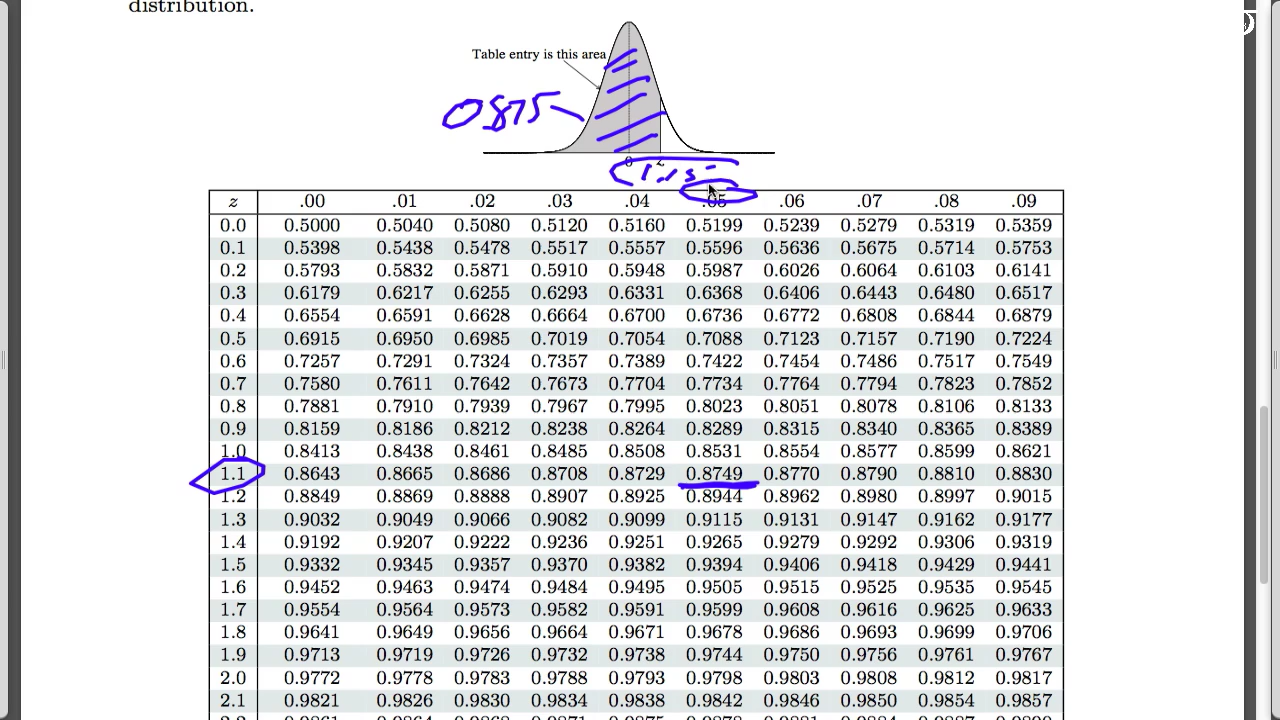 distribution.
Table entry is this area
0.875
0 z
1.15
z .00 .01 .02 .03 .04 .05 .06 .07 .08 .09
0.0 0.5000 0.5040 0.5080 0.5120 0.5160 0.5199 0.5239 0.5279 0.5319 0.5359
0.1 0.5398 0.5438 0.5478 0.5517 0.5557 0.5596 0.5636 0.5675 0.5714 0.5753
0.2 0.5793 0.5832 0.5871 0.5910 0.5948 0.5987 0.6026 0.6064 0.6103 0.6141
0.3 0.6179 0.6217 0.6255 0.6293 0.6331 0.6368 0.6406 0.6443 0.6480 0.6517
0.4 0.6554 0.6591 0.6628 0.6664 0.6700 0.6736 0.6772 0.6808 0.6844 0.6879
0.5 0.6915 0.6950 0.6985 0.7019 0.7054 0.7088 0.7123 0.7157 0.7190 0.7224
0.6 0.7257 0.7291 0.7324 0.7357 0.7389 0.7422 0.7454 0.7486 0.7517 0.7549
0.7 0.7580 0.7611 0.7642 0.7673 0.7704 0.7734 0.7764 0.7794 0.7823 0.7852
0.8 0.7881 0.7910 0.7939 0.7967 0.7995 0.8023 0.8051 0.8078 0.8106 0.8133
0.9 0.8159 0.8186 0.8212 0.8238 0.8264 0.8289 0.8315 0.8340 0.8365 0.8389
1.0 0.8413 0.8438 0.8461 0.8485 0.8508 0.8531 0.8554 0.8577 0.8599 0.8621
1.1 0.8643 0.8665 0.8686 0.8708 0.8729 0.8749 0.8770 0.8790 0.8810 0.8830
1.2 0.8849 0.8869 0.8888 0.8907 0.8925 0.8944 0.8962 0.8980 0.8997 0.9015
1.3 0.9032 0.9049 0.9066 0.9082 0.9099 0.9115 0.9131 0.9147 0.9162 0.9177
1.4 0.9192 0.9207 0.9222 0.9236 0.9251 0.9265 0.9279 0.9292 0.9306 0.9319
1.5 0.9332 0.9345 0.9357 0.9370 0.9382 0.9394 0.9406 0.9418 0.9429 0.9441
1.6 0.9452 0.9463 0.9474 0.9484 0.9495 0.9505 0.9515 0.9525 0.9535 0.9545
1.7 0.9554 0.9564 0.9573 0.9582 0.9591 0.9599 0.9608 0.9616 0.9625 0.9633
1.8 0.9641 0.9649 0.9656 0.9664 0.9671 0.9678 0.9686 0.9693 0.9699 0.9706
1.9 0.9713 0.9719 0.9726 0.9732 0.9738 0.9744 0.9750 0.9756 0.9761 0.9767
2.0 0.9772 0.9778 0.9783 0.9788 0.9793 0.9798 0.9803 0.9808 0.9812 0.9817
2.1 0.9821 0.9826 0.9830 0.9834 0.9838 0.9842 0.9846 0.9850 0.9854 0.9857